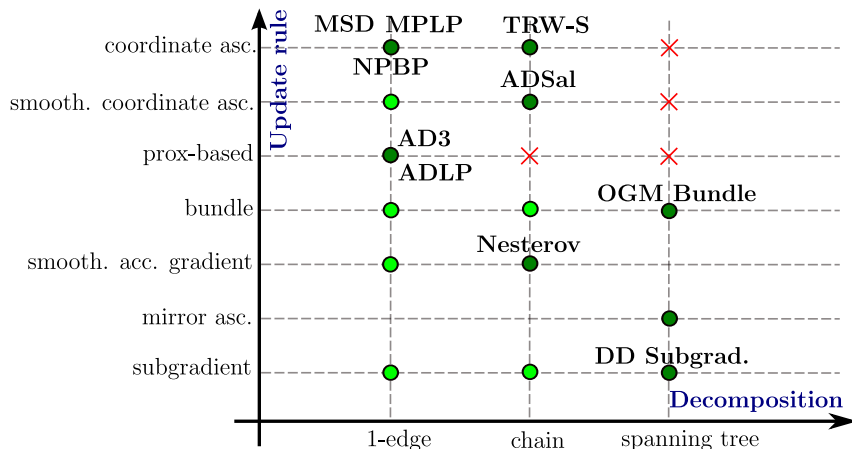 MSD MPLP TRW-S
coordinate asc.
Update rule
NPBP ADSal
smooth. coordinate asc.
AD3
prox-based
ADLP
OGM Bundle
bundle
Nesterov
smooth. acc. gradient
mirror asc.
DD Subgrad.
subgradient
Decomposition
1-edge chain spanning tree